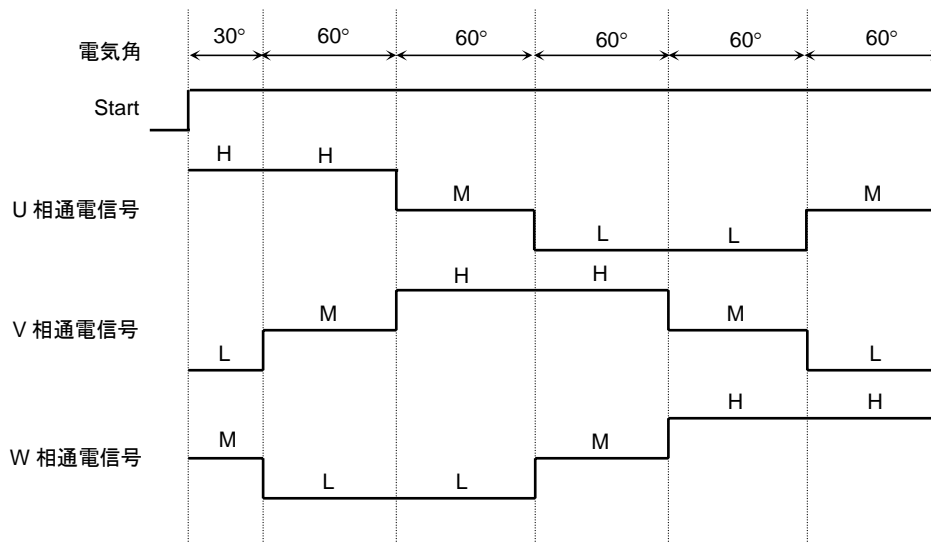 電気角 30° 60° 60° 60° 60° 60°
Start
H H
U 相通電信号 M L L M
H H
V 相通電信号 L M M L
H H
W 相通電信号 M L L M